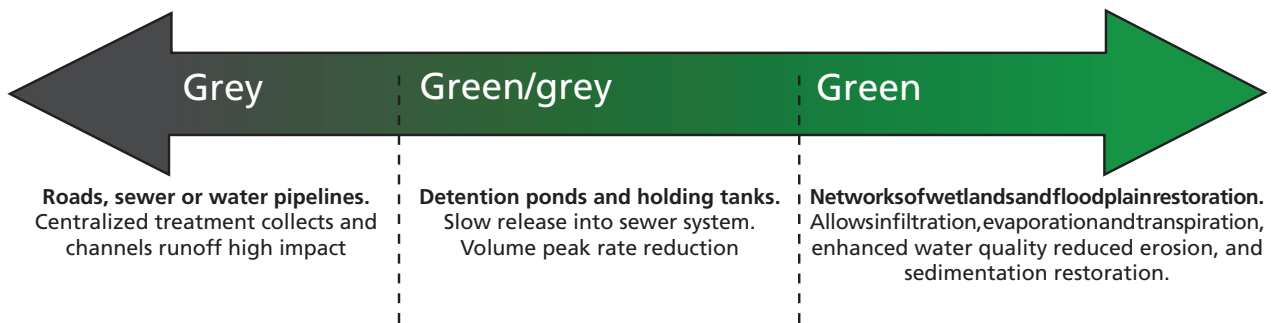 Grey
Green/grey
Green
Roads, sewer or water pipelines.
Centralized treatment collects and
channels runoff high impact
Detention ponds and holding tanks.
Slow release into sewer system.
Volume peak rate reduction
Networksofwetlandsandfloodplainrestoration.
Allowsinfiltration,evaporationandtranspiration,
enhanced water quality reduced erosion, and
sedimentation restoration.